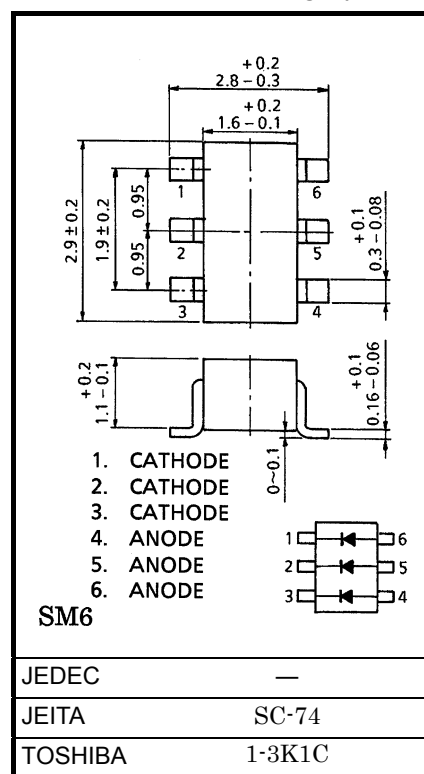 +0.2
2.8-0.3
+0.2
1.6-0.1
2.9±0.2
1.9±0.2
0.95
0.95
1
2
3
6
5
4
+0.1
0.3-0.08
+0.2
1.1-0.1
+0.1
0.16-0.06
0~0.1
1. CATHODE
2. CATHODE
3. CATHODE
4. ANODE
5. ANODE
6. ANODE
1 6
2 5
3 4
SM6
JEDEC —
JEITA SC-74
TOSHIBA 1-3K1C